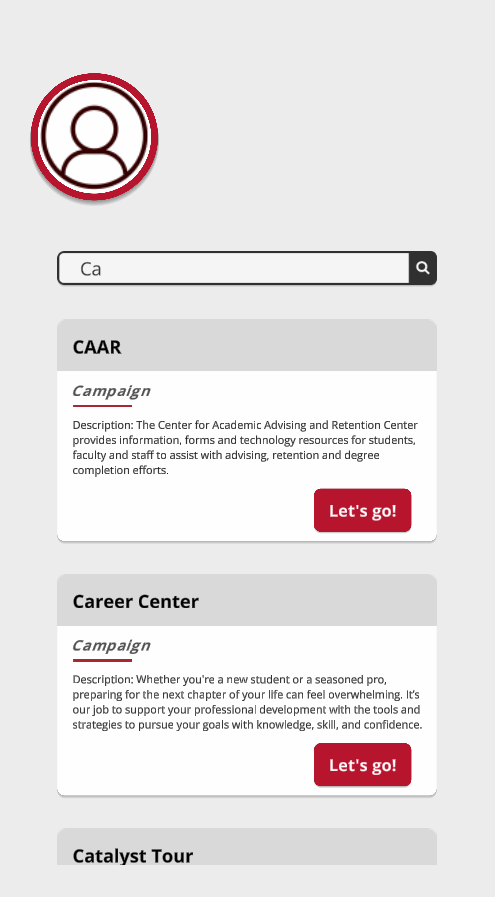 Ca
CAAR
Campaign
Description: The Center for Academic Advising and Retention Center
provides information, forms and technology resources for students,
faculty and staff to assist with advising, retention and degree
completion efforts.
Let's go!
Career Center
Campaign
Description: Whether you're a new student or a seasoned pro,
preparing for the next chapter of your life can feel overwhelming. It’s
our job to support your professional development with the tools and
strategies to pursue your goals with knowledge, skill, and confidence.
Let's go!
Catalyst Tour